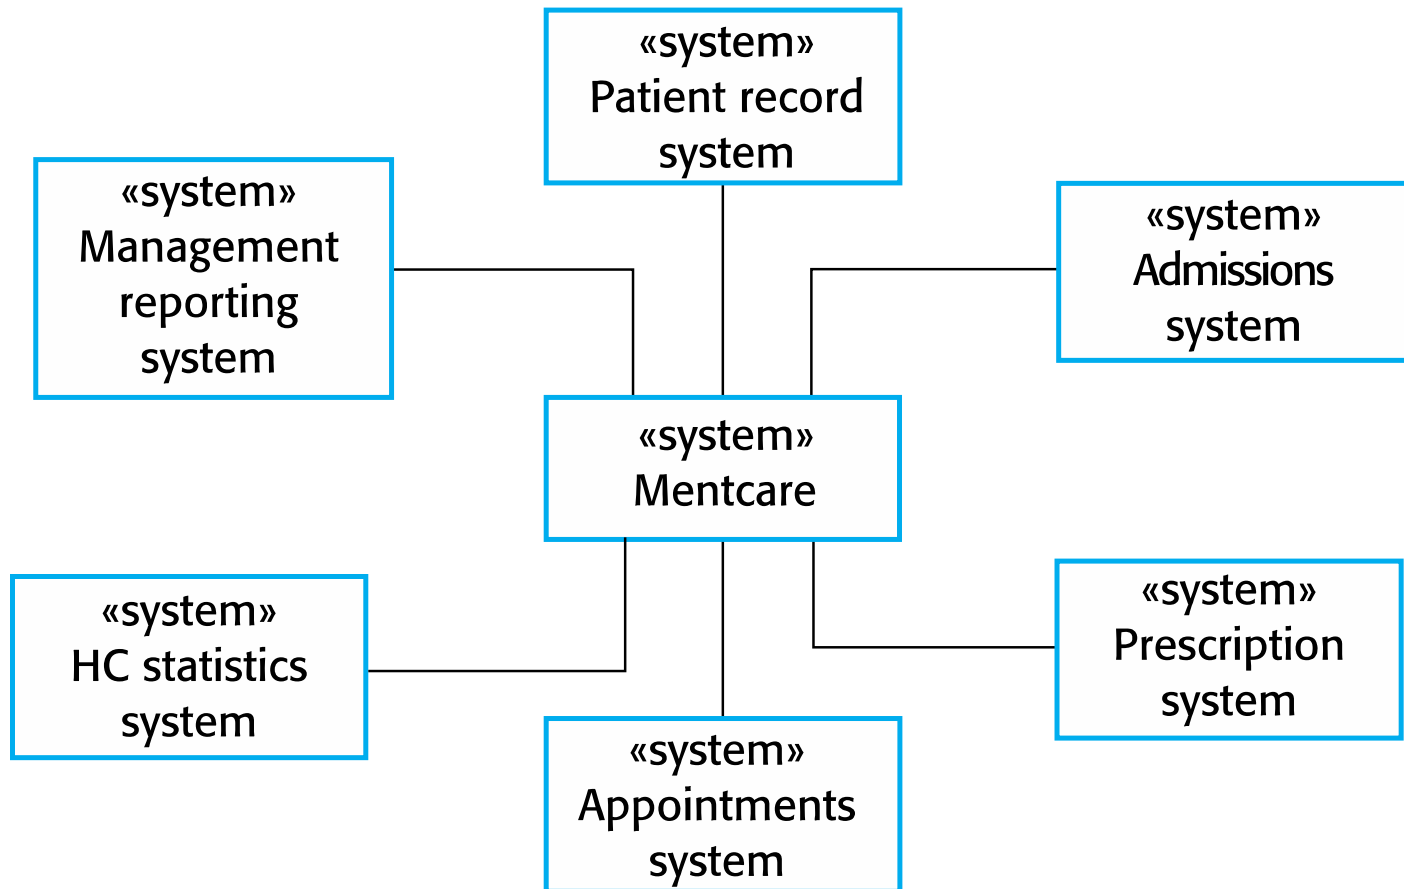 «system»
Patient record
system
«system»
Management
reporting
system
«system»
Admissions
system
«system»
Mentcare
«system»
HC statistics
system
«system»
Prescription
system
«system»
Appointments
system